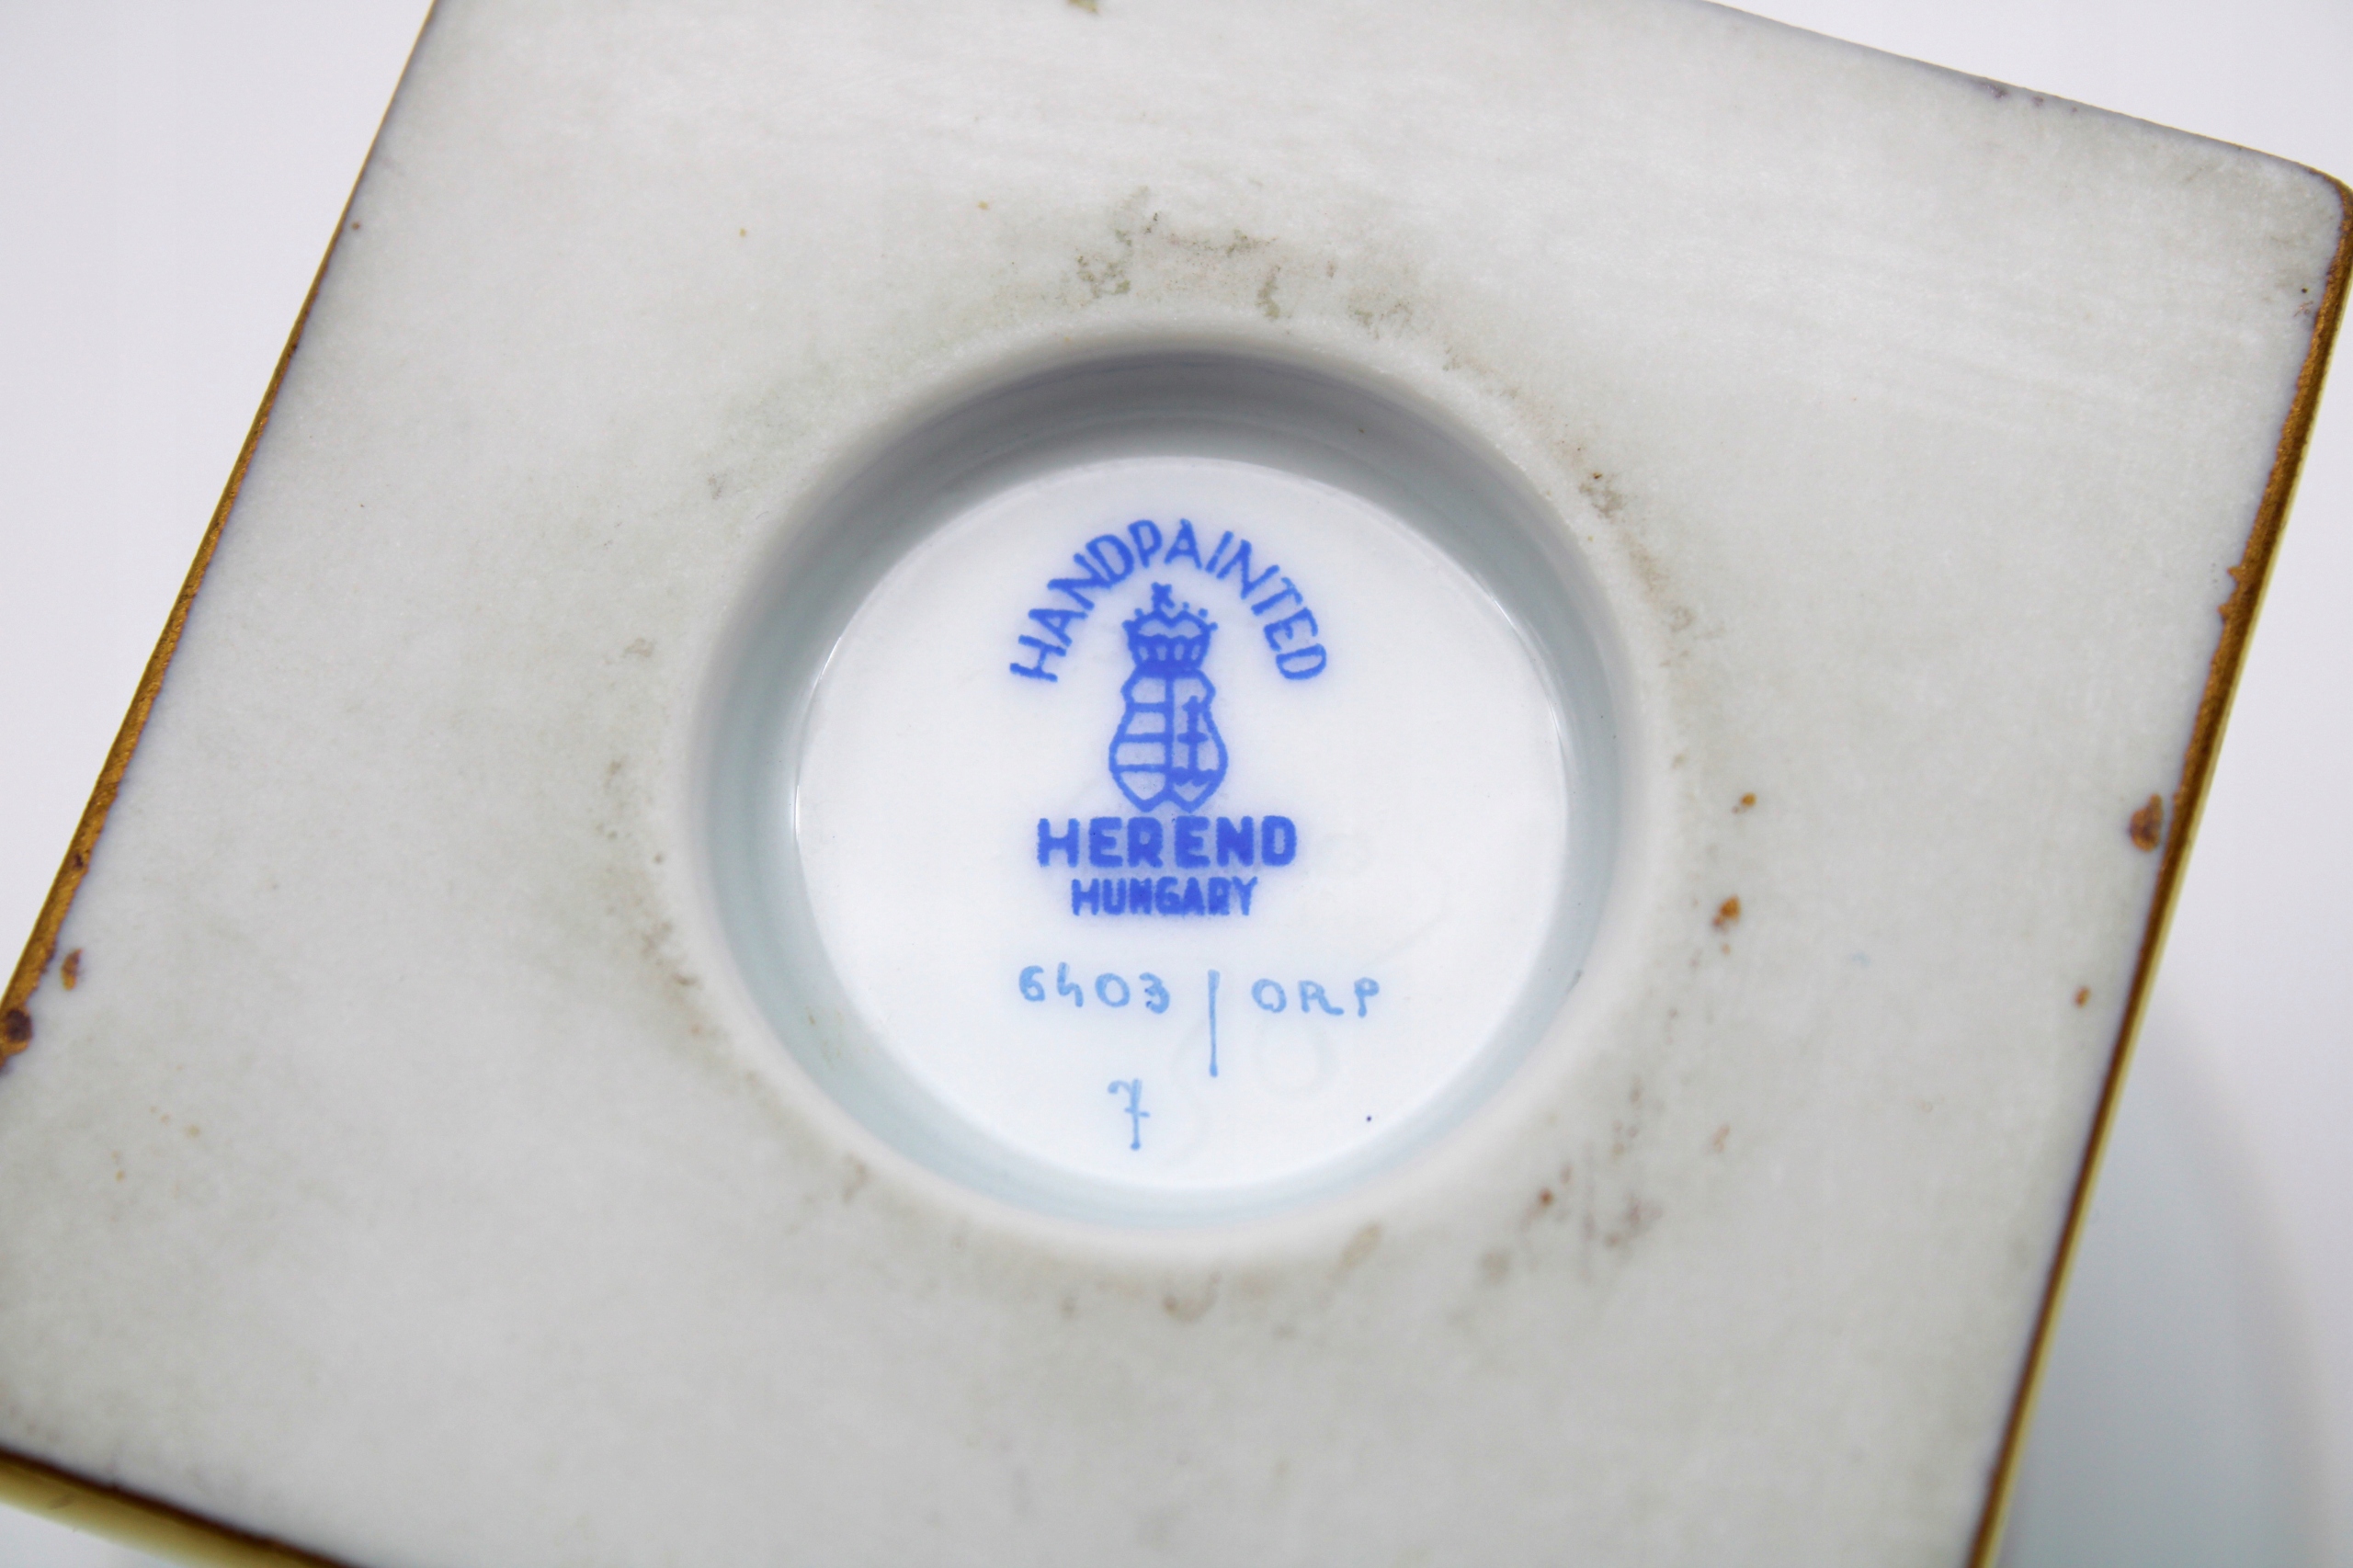 HANDPAINTED
HEREND
HUNGARY
6403/ORP
7